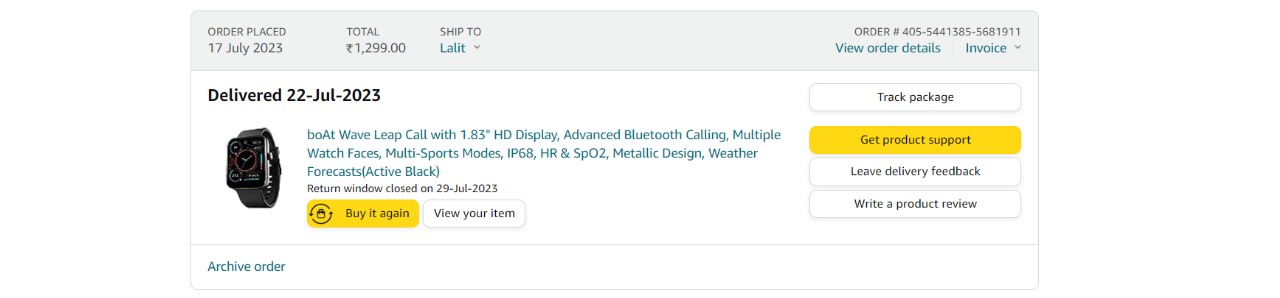 ORDER PLACED
17 July 2023
TOTAL
₹1,299.00
SHIP TO
Lalit
ORDER # 405-5441385-5681911
View order details
Invoice
Delivered 22-Jul-2023
boAt Wave Leap Call with 1.83" HD Display, Advanced Bluetooth Calling, Multiple
Watch Faces, Multi-Sports Modes, IP68, HR & SpO2, Metallic Design, Weather
Forecasts(Active Black)
Return window closed on 29-Jul-2023
Buy it again
View your item
Track package
Get product support
Leave delivery feedback
Write a product review
Archive order